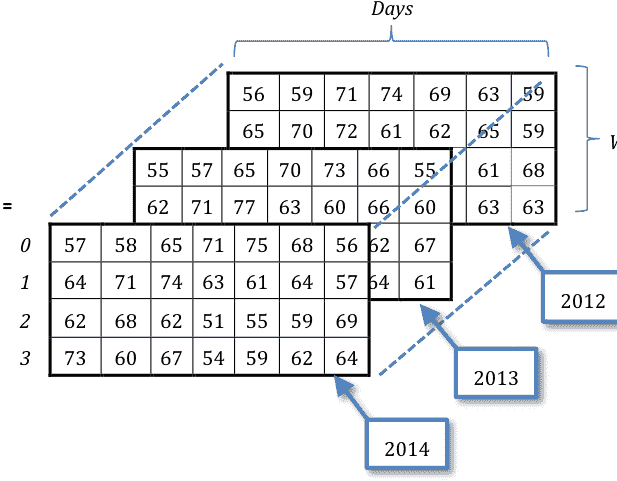 Days
56 59 71 74 69 63 59
65 70 72 61 62 65 59
55 57 65 70 73 66 55 61 68
62 71 77 63 60 66 60 63 63
=
0 57 58 65 71 75 68 56 62 67
1 64 71 74 63 61 64 57 64 61
2 62 68 62 51 55 59 69
3 73 60 67 54 59 62 64
2012
2013
2014